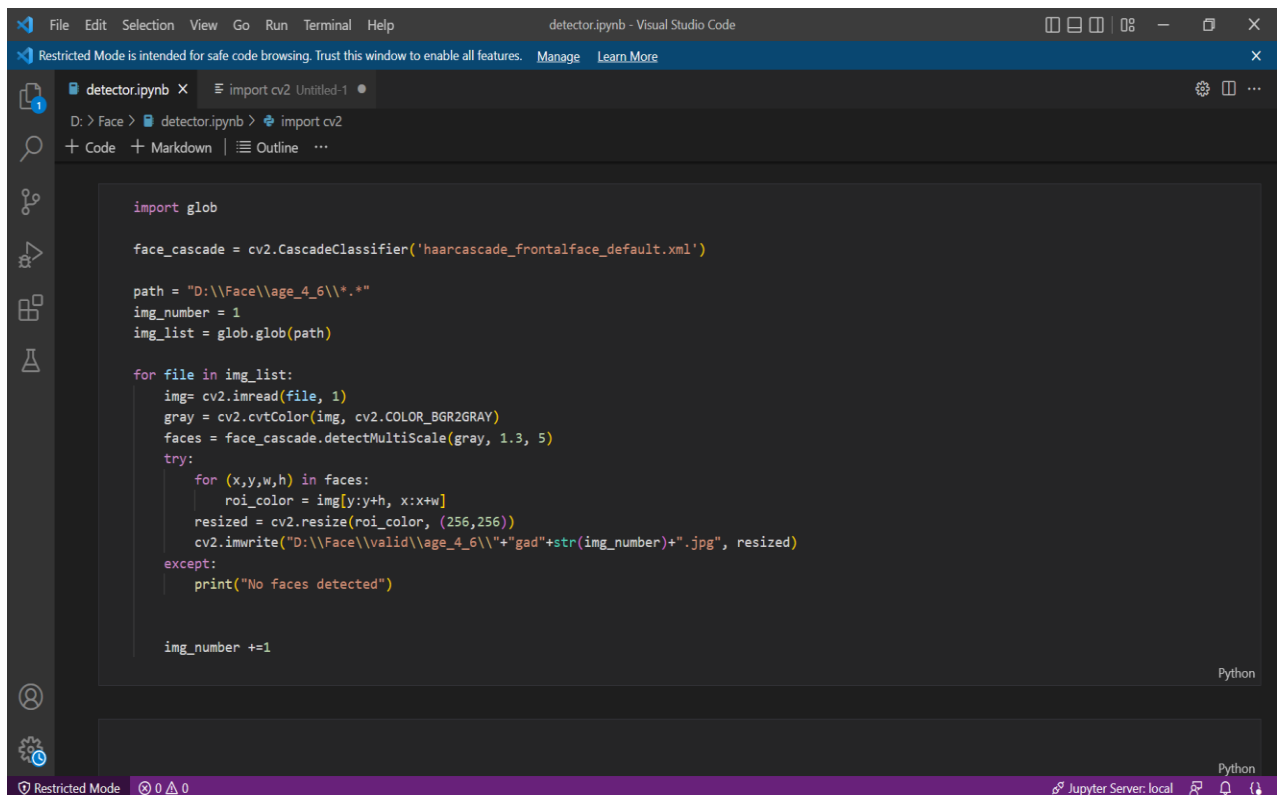 File Edit Selection View Go Run Terminal Help detector.ipynb - Visual Studio Code
Restricted Mode is intended for safe code browsing. Trust this window to enable all features. Manage Learn More
detector.ipynb import cv2 Untitled-1
D: > Face > detector.ipynb > import cv2
+ Code + Markdown | Outline ...
1
import glob
face_cascade = cv2.CascadeClassifier('haarcascade_frontalface_default.xml')
path = "D:\\Face\\age_4_6\\*.*"
img_number = 1
img_list = glob.glob(path)
for file in img_list:
    img= cv2.imread(file, 1)
    gray = cv2.cvtColor(img, cv2.COLOR_BGR2GRAY)
    faces = face_cascade.detectMultiScale(gray, 1.3, 5)
    try:
        for (x,y,w,h) in faces:
            roi_color = img[y:y+h, x:x+w]
        resized = cv2.resize(roi_color, (256,256))
        cv2.imwrite("D:\\Face\\valid\\age_4_6\\"+"gad"+str(img_number)+".jpg", resized)
    except:
        print("No faces detected")
    img_number +=1
Python
Python
Restricted Mode 0 0 Jupyter Server: local